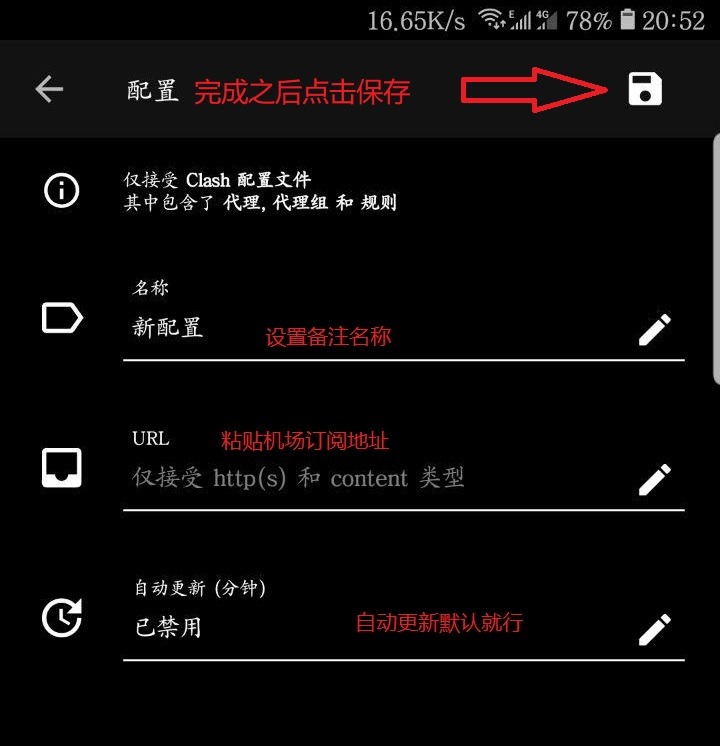 16.65K/s E 4G 78% 20:52
配置 完成之后点击保存
仅接受 Clash 配置文件
其中包含了 代理, 代理组 和 规则
名称
新配置 设置备注名称
URL 粘贴机场订阅地址
仅接受 http(s) 和 content 类型
自动更新 (分钟)
已禁用 自动更新默认就行